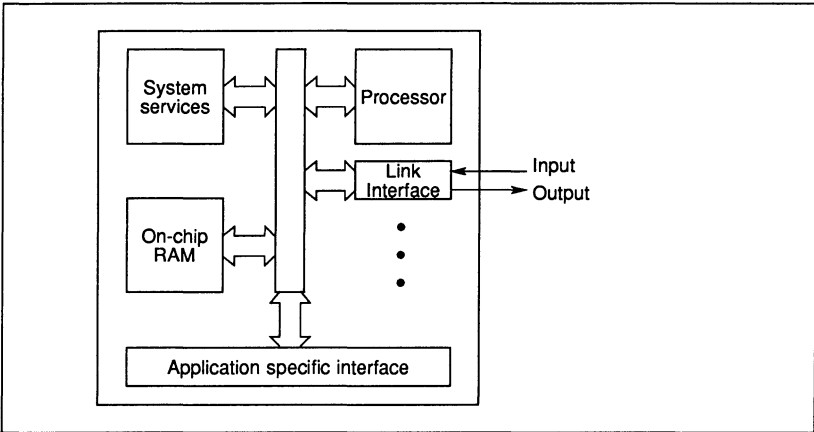 System
services
Processor
Link
Interface
Input
Output
On-chip
RAM
Application specific interface